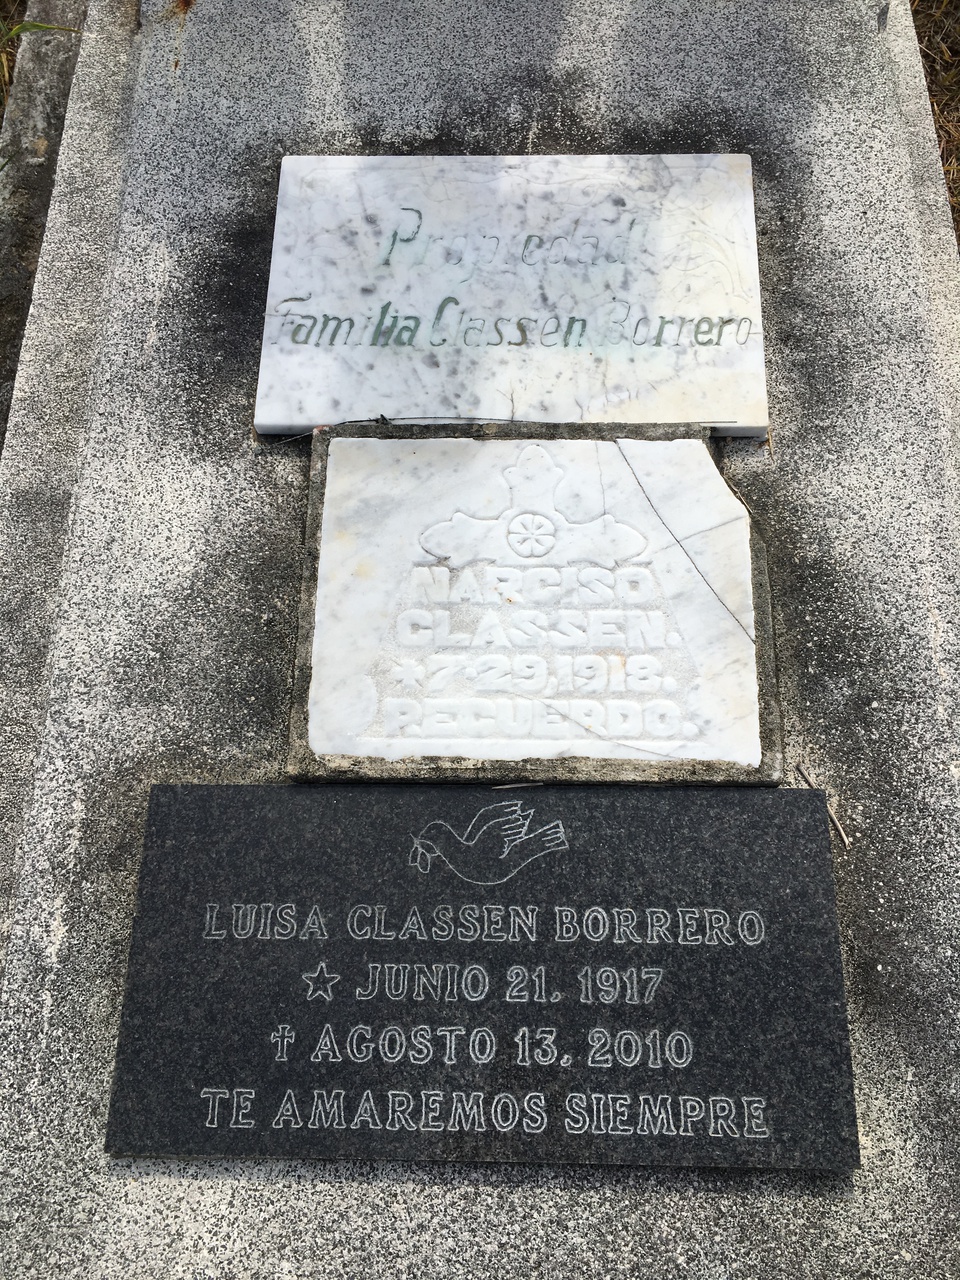 Propiedad
Familia Classen Borrero
NARCISO
CLASSEN.
*7.29.1918.
RECUERDO.
LUISA CLASSEN BORRERO
☆ JUNIO 21. 1917
✝ AGOSTO 13. 2010
TE AMAREMOS SIEMPRE